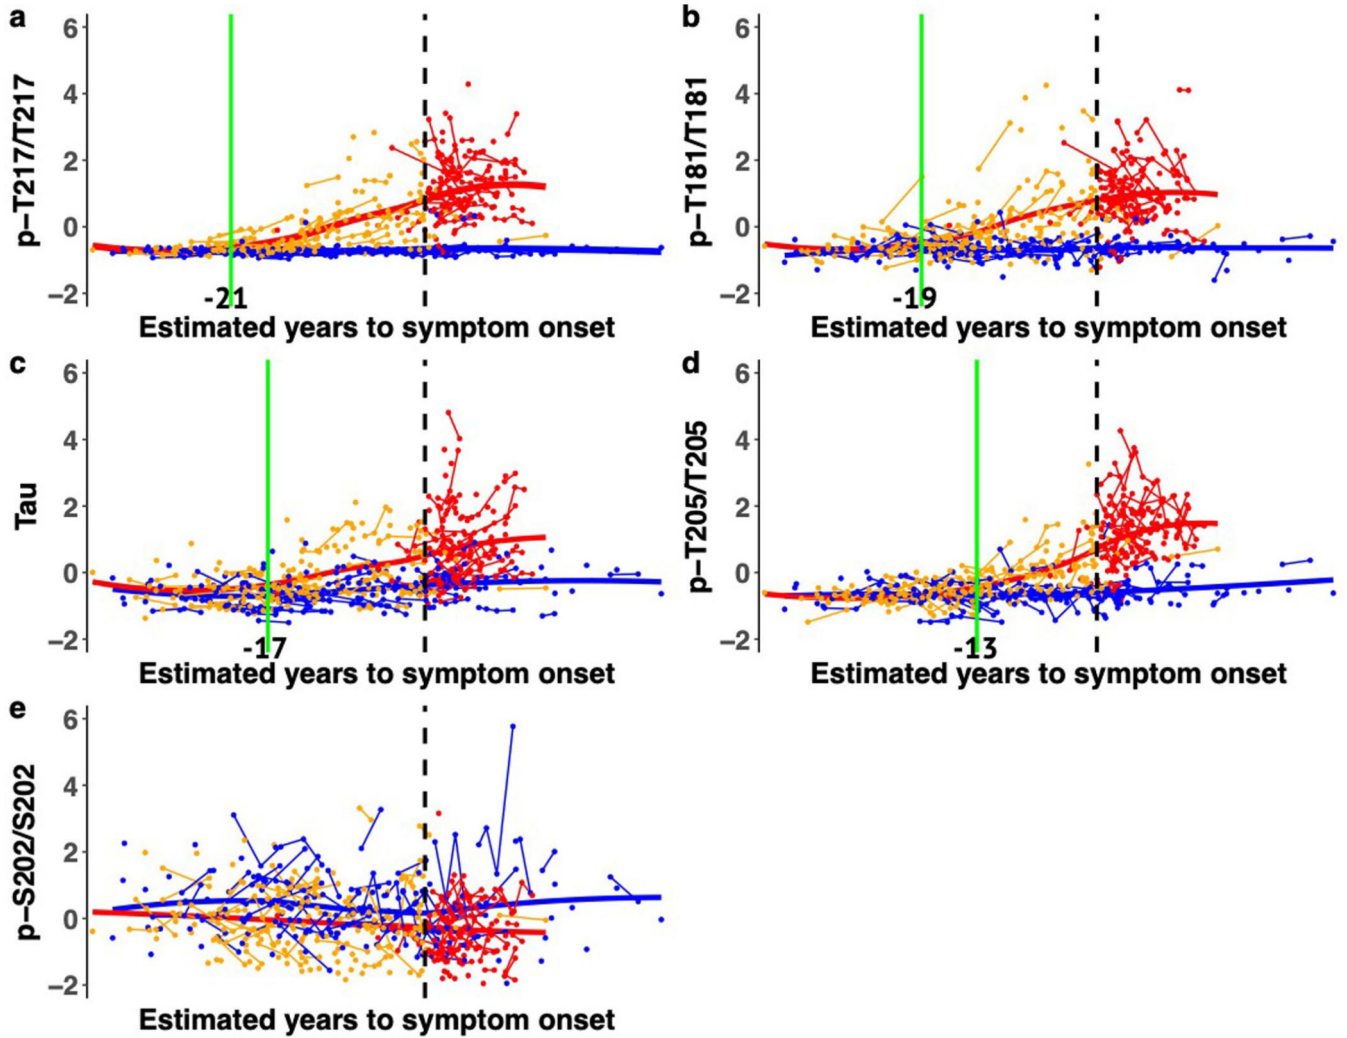 a
b
6
4
2
0
−2
p−T217/T217
-21
Estimated years to symptom onset
6
4
2
0
−2
p−T181/T181
-19
Estimated years to symptom onset
c
d
6
4
2
0
−2
Tau
-17
Estimated years to symptom onset
6
4
2
0
−2
p−T205/T205
-13
Estimated years to symptom onset
e
6
4
2
0
−2
p−S202/S202
Estimated years to symptom onset